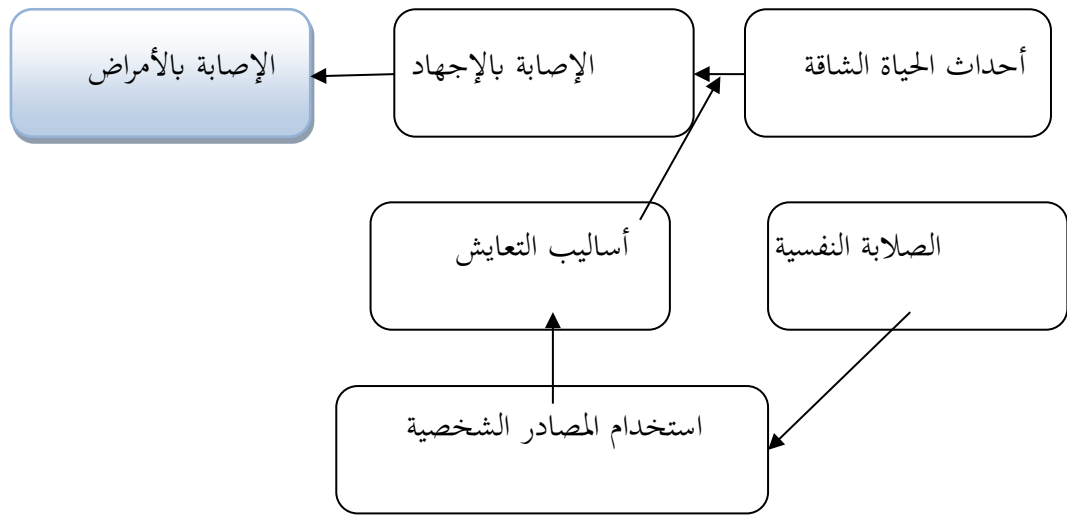 أحداث الحياة الشاقة
الإصابة بالإجهاد
الإصابة بالأمراض
الصلابة النفسية
أساليب التعايش
استخدام المصادر الشخصية